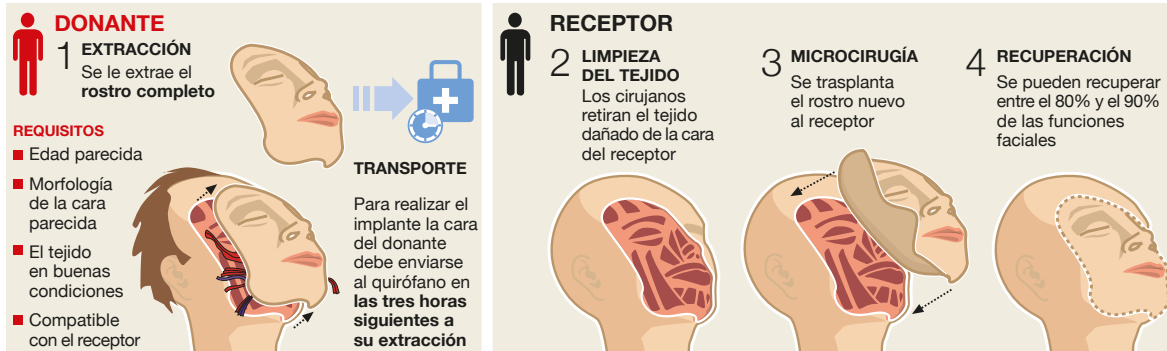 DONANTE
1 EXTRACCIÓN
Se le extrae el
rostro completo
REQUISITOS
Edad parecida
Morfología
de la cara
parecida
El tejido
en buenas
condiciones
Compatible
con el receptor
TRANSPORTE
Para realizar el
implante la cara
del donante
debe enviarse
al quirófano en
las tres horas
siguientes a
su extracción
RECEPTOR
2 LIMPIEZA
DEL TEJIDO
Los cirujanos
retiran el tejido
dañado de la cara
del receptor
3 MICROCIRUGÍA
Se trasplanta
el rostro nuevo
al receptor
4 RECUPERACIÓN
Se pueden recuperar
entre el 80% y el 90%
de las funciones
faciales